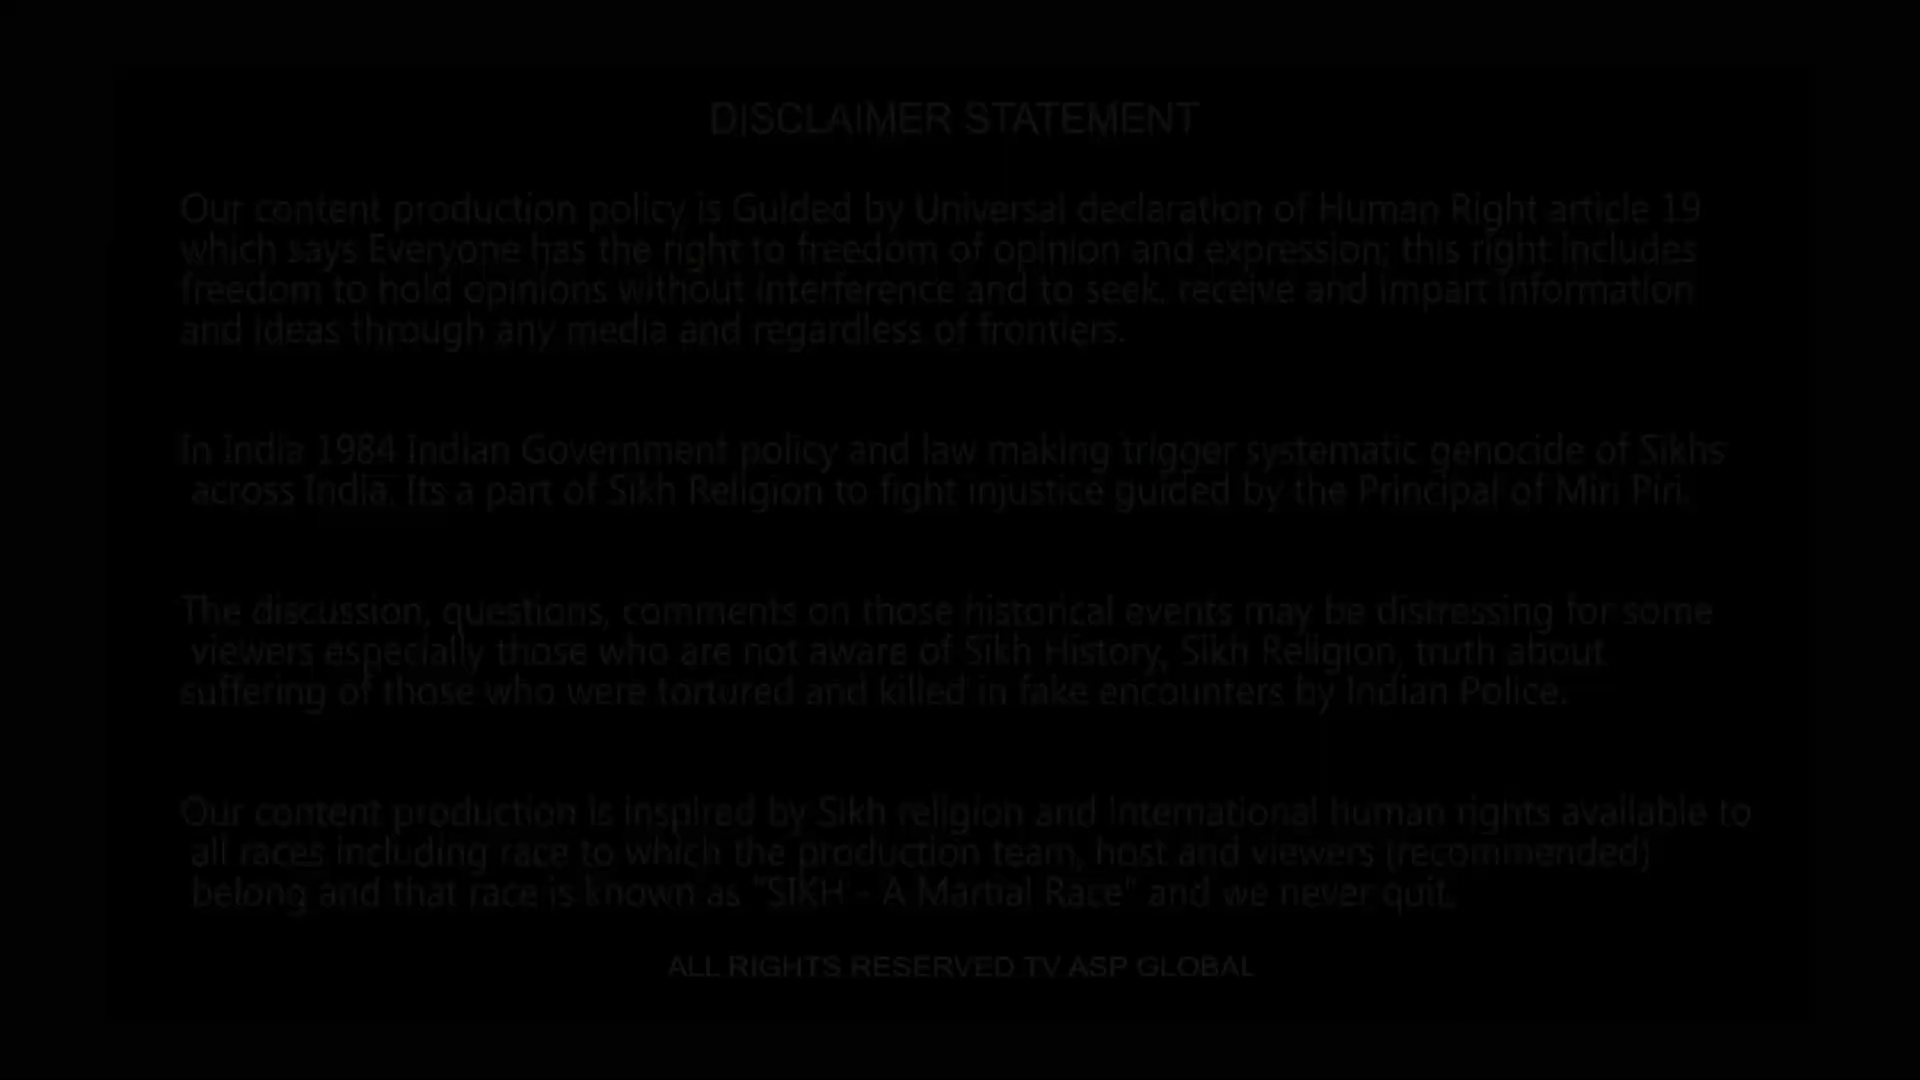 DISCLAIMER STATEMENT
Our content production policy is Guided by Universal declaration of Human Right article 19
which says Everyone has the right to freedom of opinion and expression; this right includes
freedom to hold opinions without interference and to seek, receive and impart information
and ideas through any media and regardless of frontiers.
In India 1984 Indian Government policy and law making trigger systematic genocide of Sikhs
across India. Its a part of Sikh Religion to fight injustice guided by the Principal of Miri Piri.
The discussion, questions, comments on those historical events may be distressing for some
viewers especially those who are not aware of Sikh History, Sikh Religion, truth about
suffering of those who were tortured and killed in fake encounters by Indian Police.
Our content production is inspired by Sikh religion and international human rights available to
all races including race to which the production team, host and viewers (recommended)
belong and that race is known as "SIKH - A Martial Race" and we never quit.
ALL RIGHTS RESERVED TV ASP GLOBAL